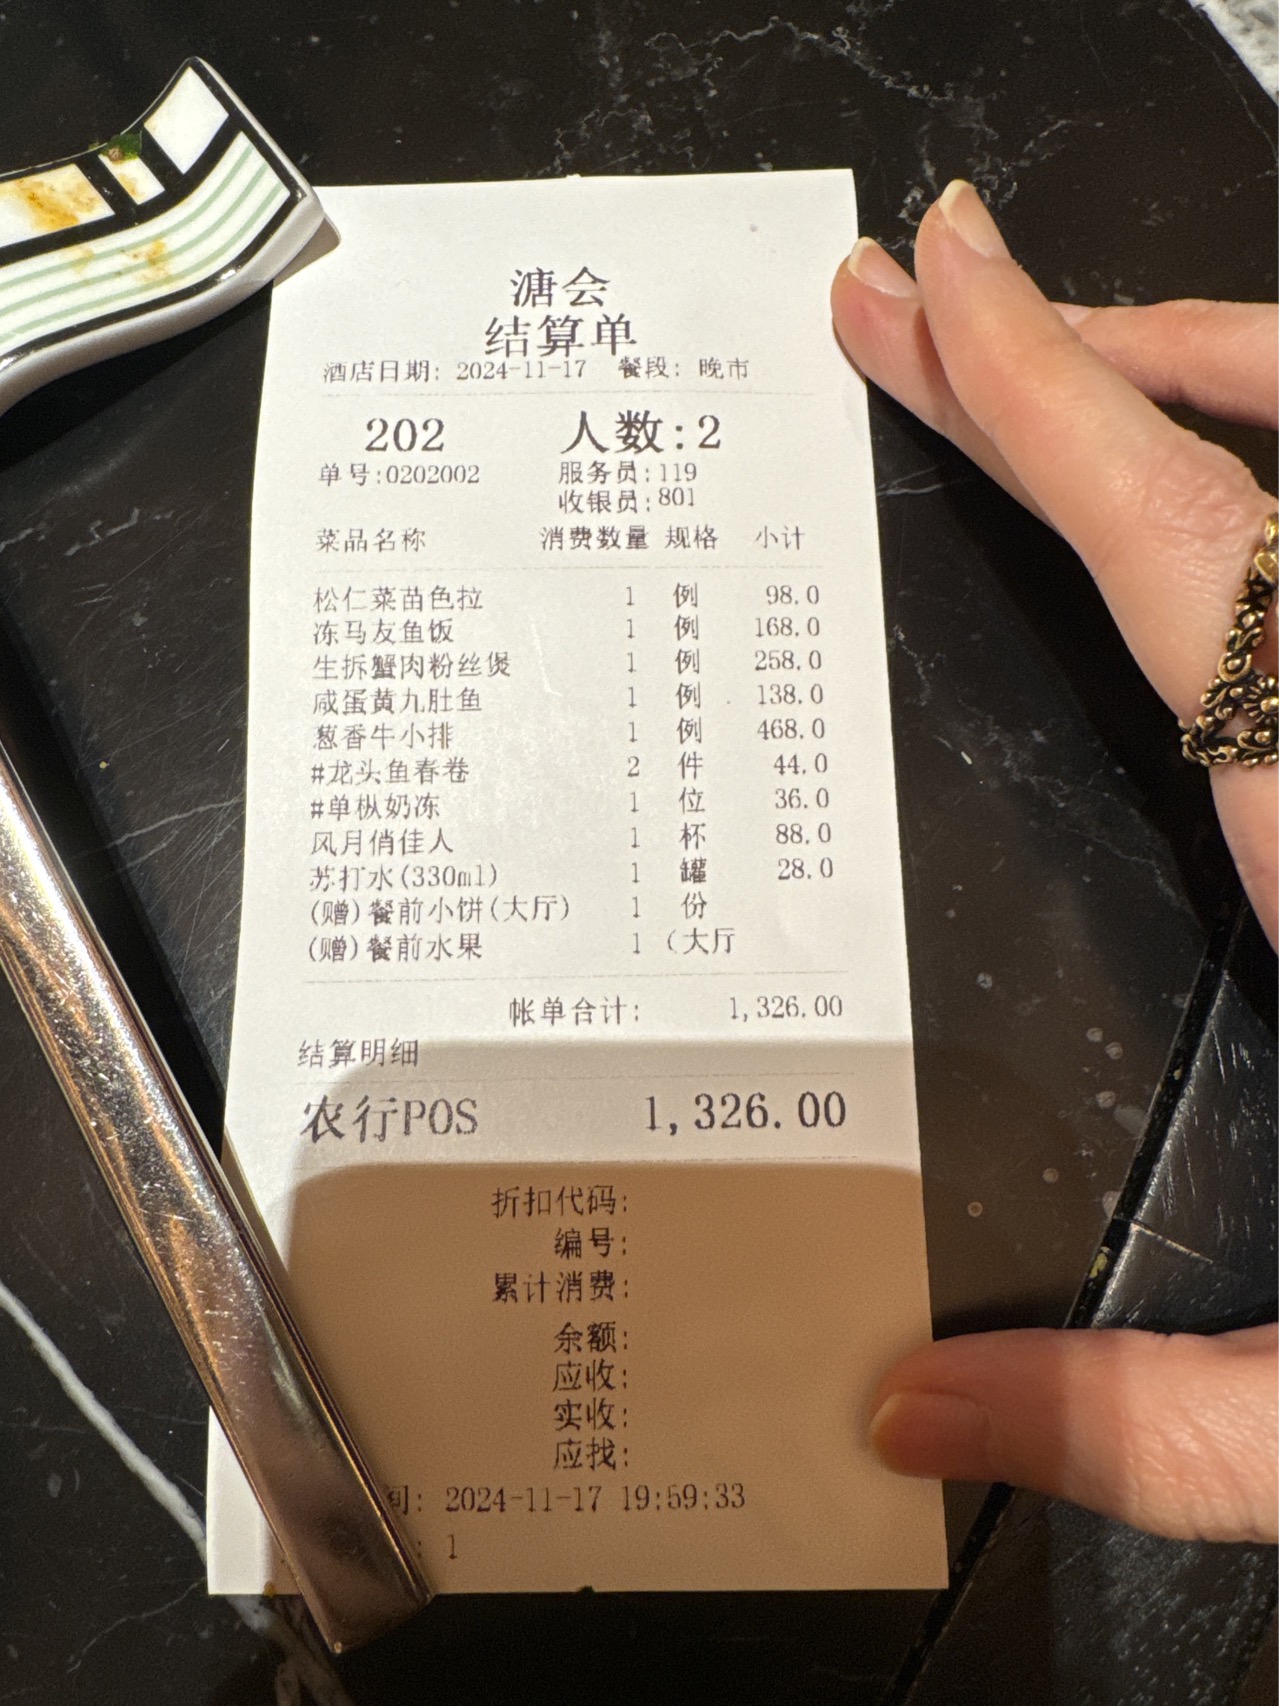 溏会
结算单
酒店日期: 2024-11-17 餐段: 晚市
202 人数:2
单号:0202002 服务员:119
收银员:801
菜品名称 消费数量 规格 小计
松仁菜苗色拉 1 例 98.0
冻马友鱼饭 1 例 168.0
生拆蟹肉粉丝煲 1 例 258.0
咸蛋黄九肚鱼 1 例 138.0
葱香牛小排 1 例 468.0
#龙头鱼春卷 2 件 44.0
#单枞奶冻 1 位 36.0
风月俏佳人 1 杯 88.0
苏打水(330ml) 1 罐 28.0
(赠)餐前小饼(大厅) 1 份
(赠)餐前水果 1 (大厅
帐单合计: 1,326.00
结算明细
农行POS 1,326.00
折扣代码:
编号:
累计消费:
余额:
应收:
实收:
应找:
: 2024-11-17 19:59:33
: 1